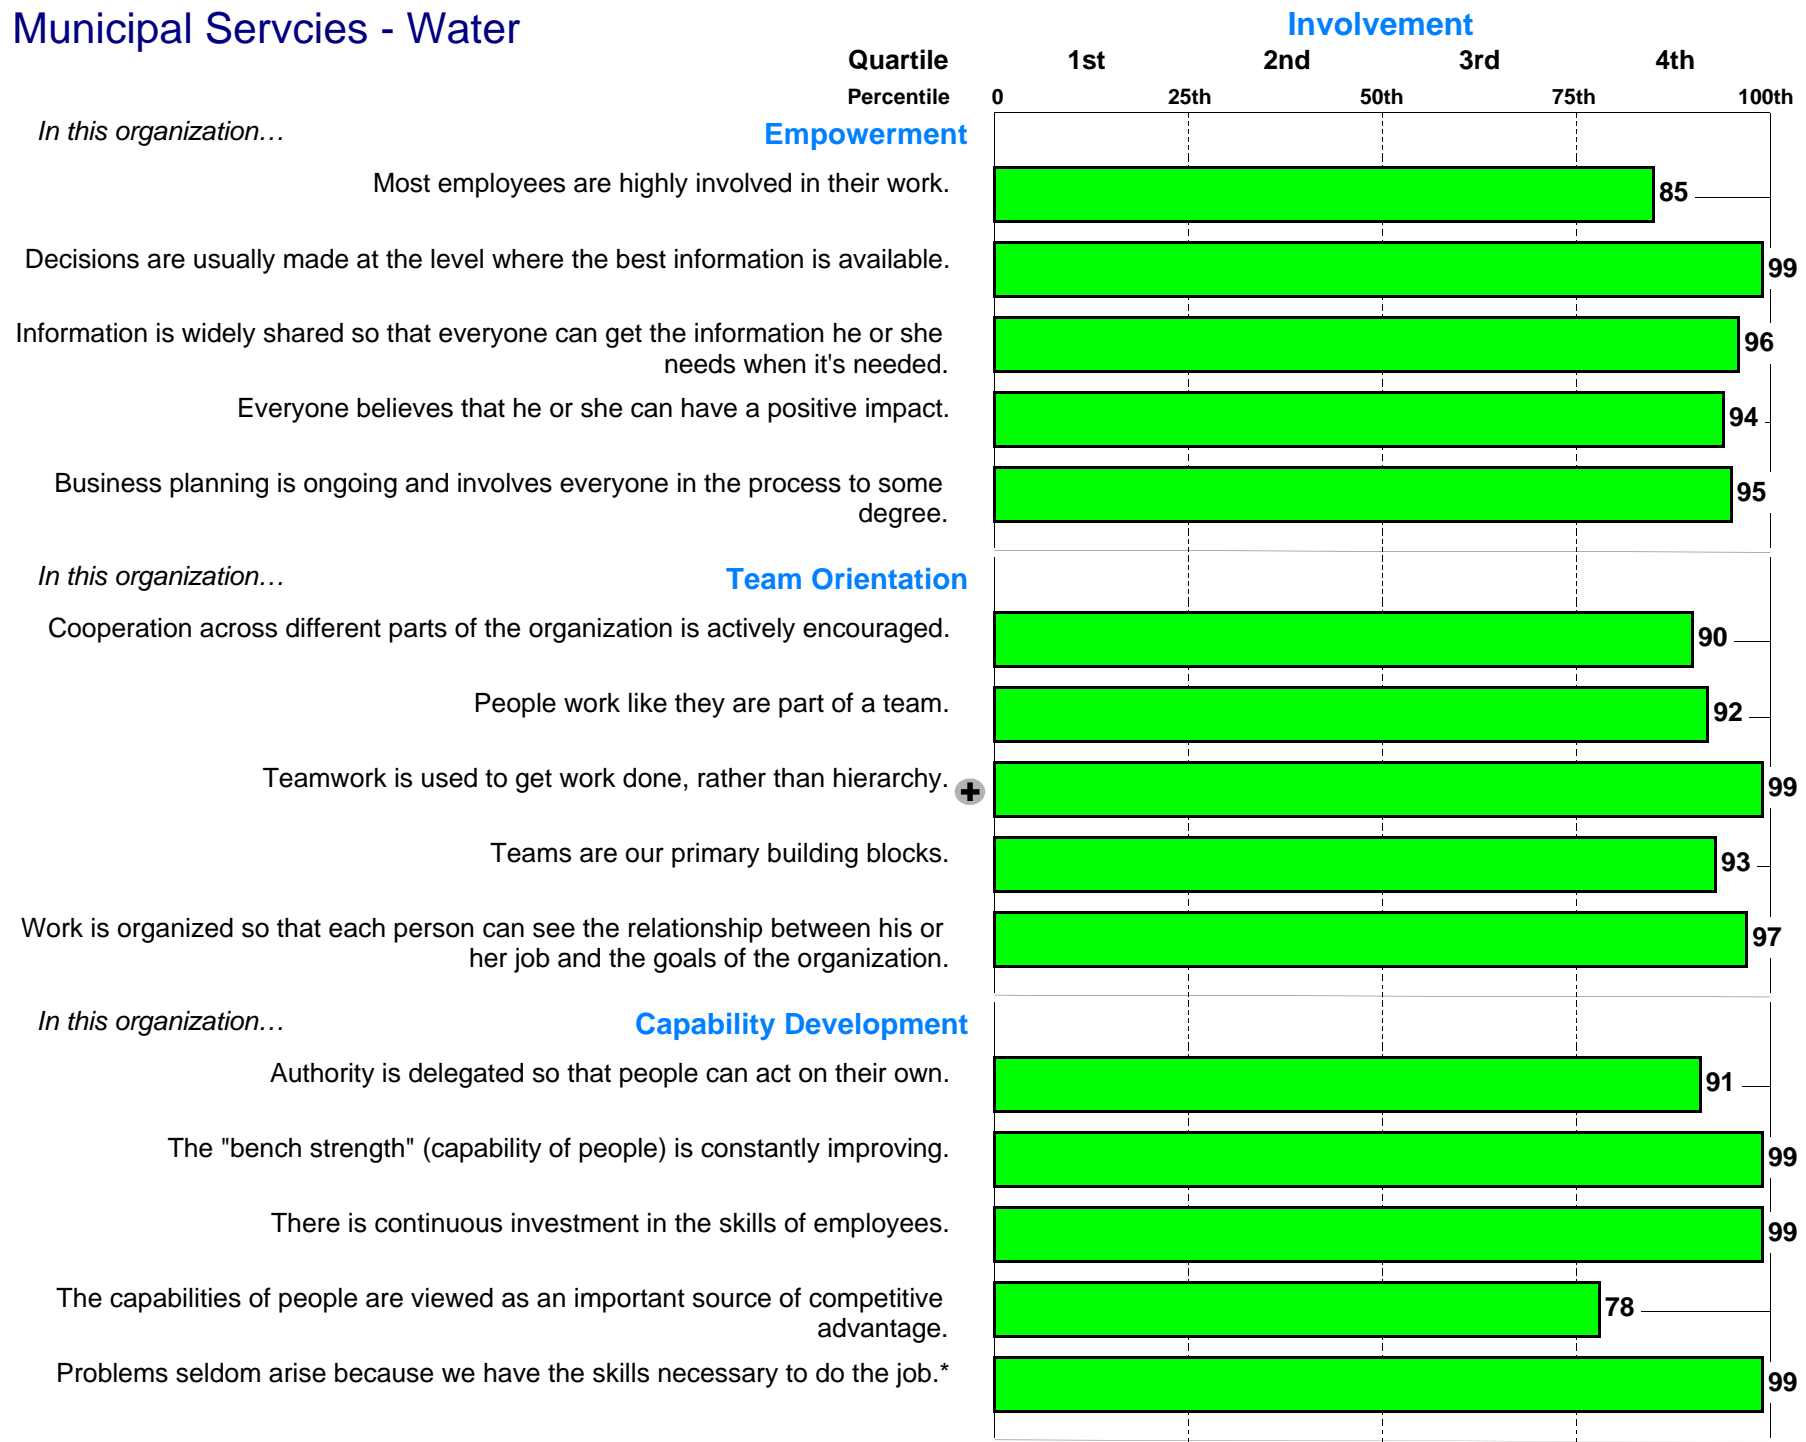 Municipal Servcies - Water
Involvement
Quartile 1st 2nd 3rd 4th
Percentile 0 25th 50th 75th 100th
In this organization… Empowerment
Most employees are highly involved in their work. 85
Decisions are usually made at the level where the best information is available. 99
Information is widely shared so that everyone can get the information he or she
needs when it's needed. 96
Everyone believes that he or she can have a positive impact. 94
Business planning is ongoing and involves everyone in the process to some
degree. 95
In this organization… Team Orientation
Cooperation across different parts of the organization is actively encouraged. 90
People work like they are part of a team. 92
Teamwork is used to get work done, rather than hierarchy. + 99
Teams are our primary building blocks. 93
Work is organized so that each person can see the relationship between his or
her job and the goals of the organization. 97
In this organization… Capability Development
Authority is delegated so that people can act on their own. 91
The "bench strength" (capability of people) is constantly improving. 99
There is continuous investment in the skills of employees. 99
The capabilities of people are viewed as an important source of competitive
advantage. 78
Problems seldom arise because we have the skills necessary to do the job.* 99